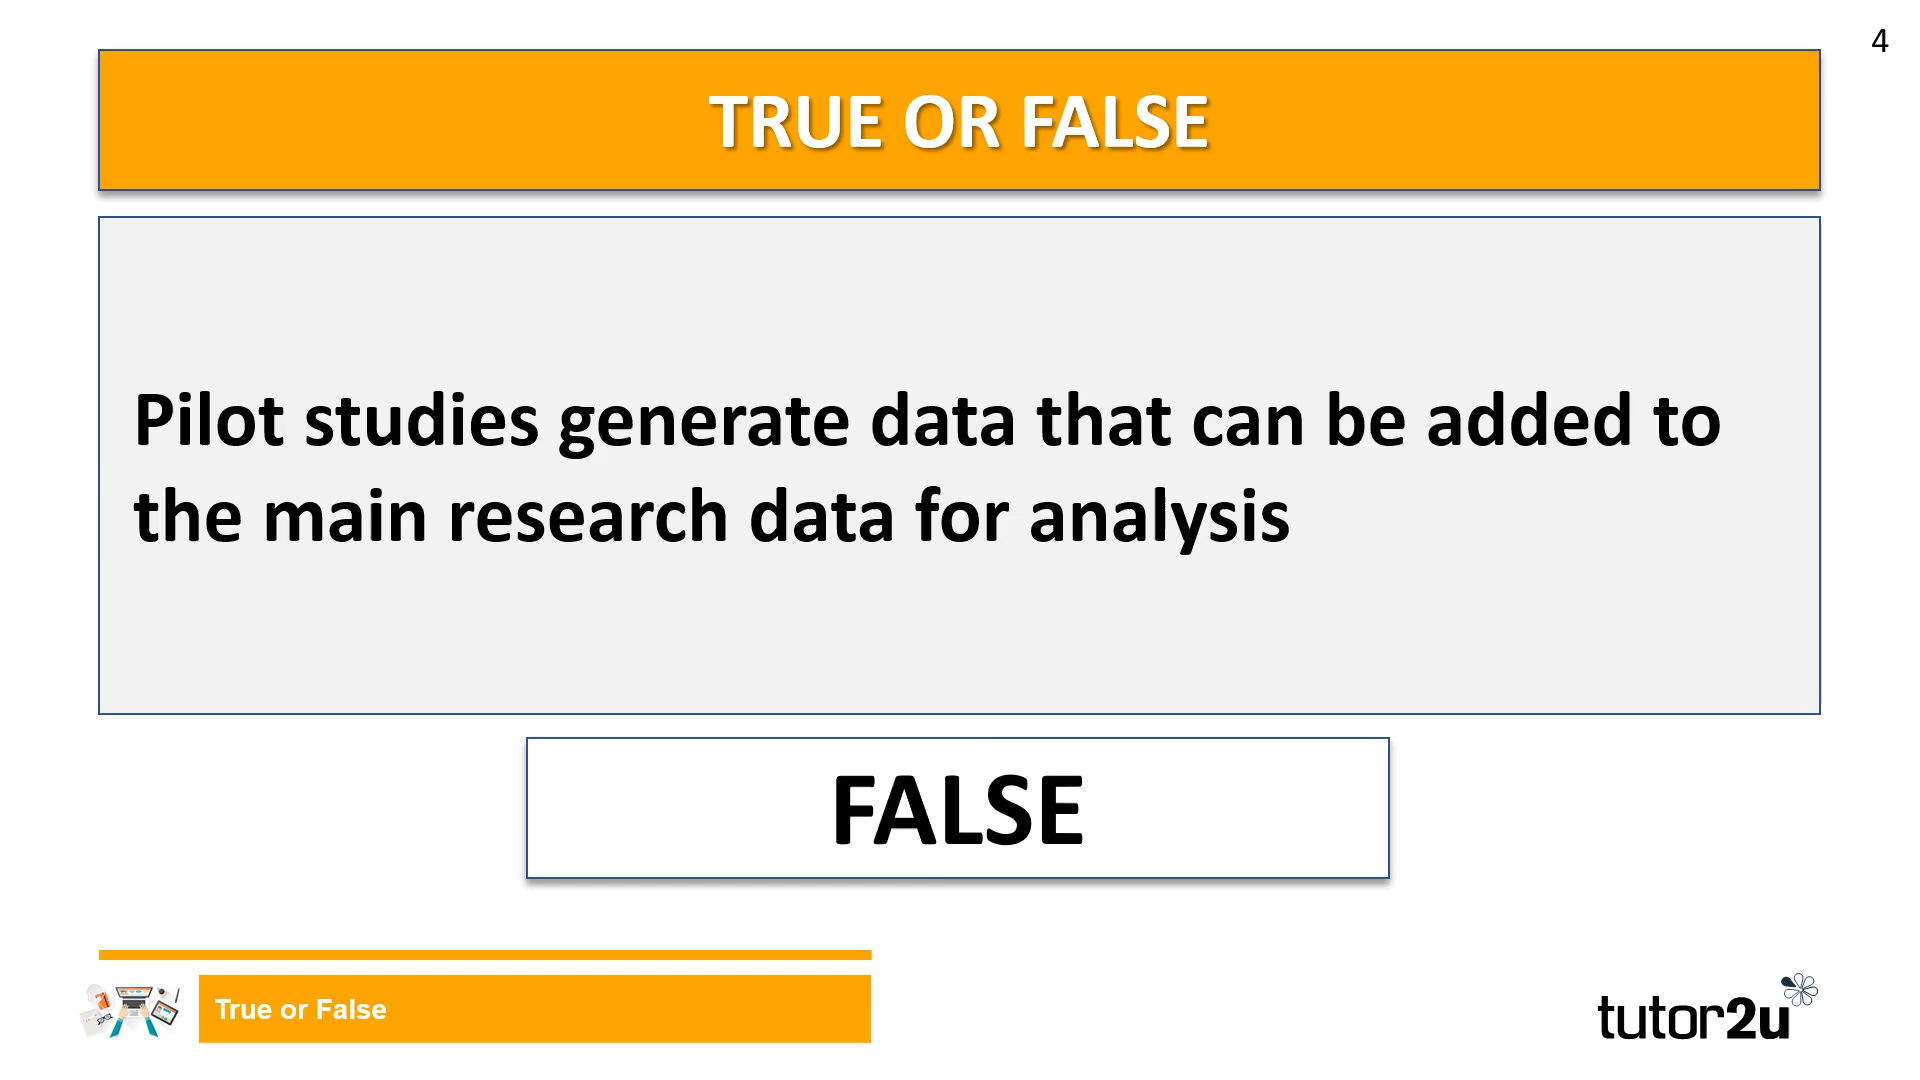 4
TRUE OR FALSE
Pilot studies generate data that can be added to
the main research data for analysis
FALSE
True or False
tutor2u